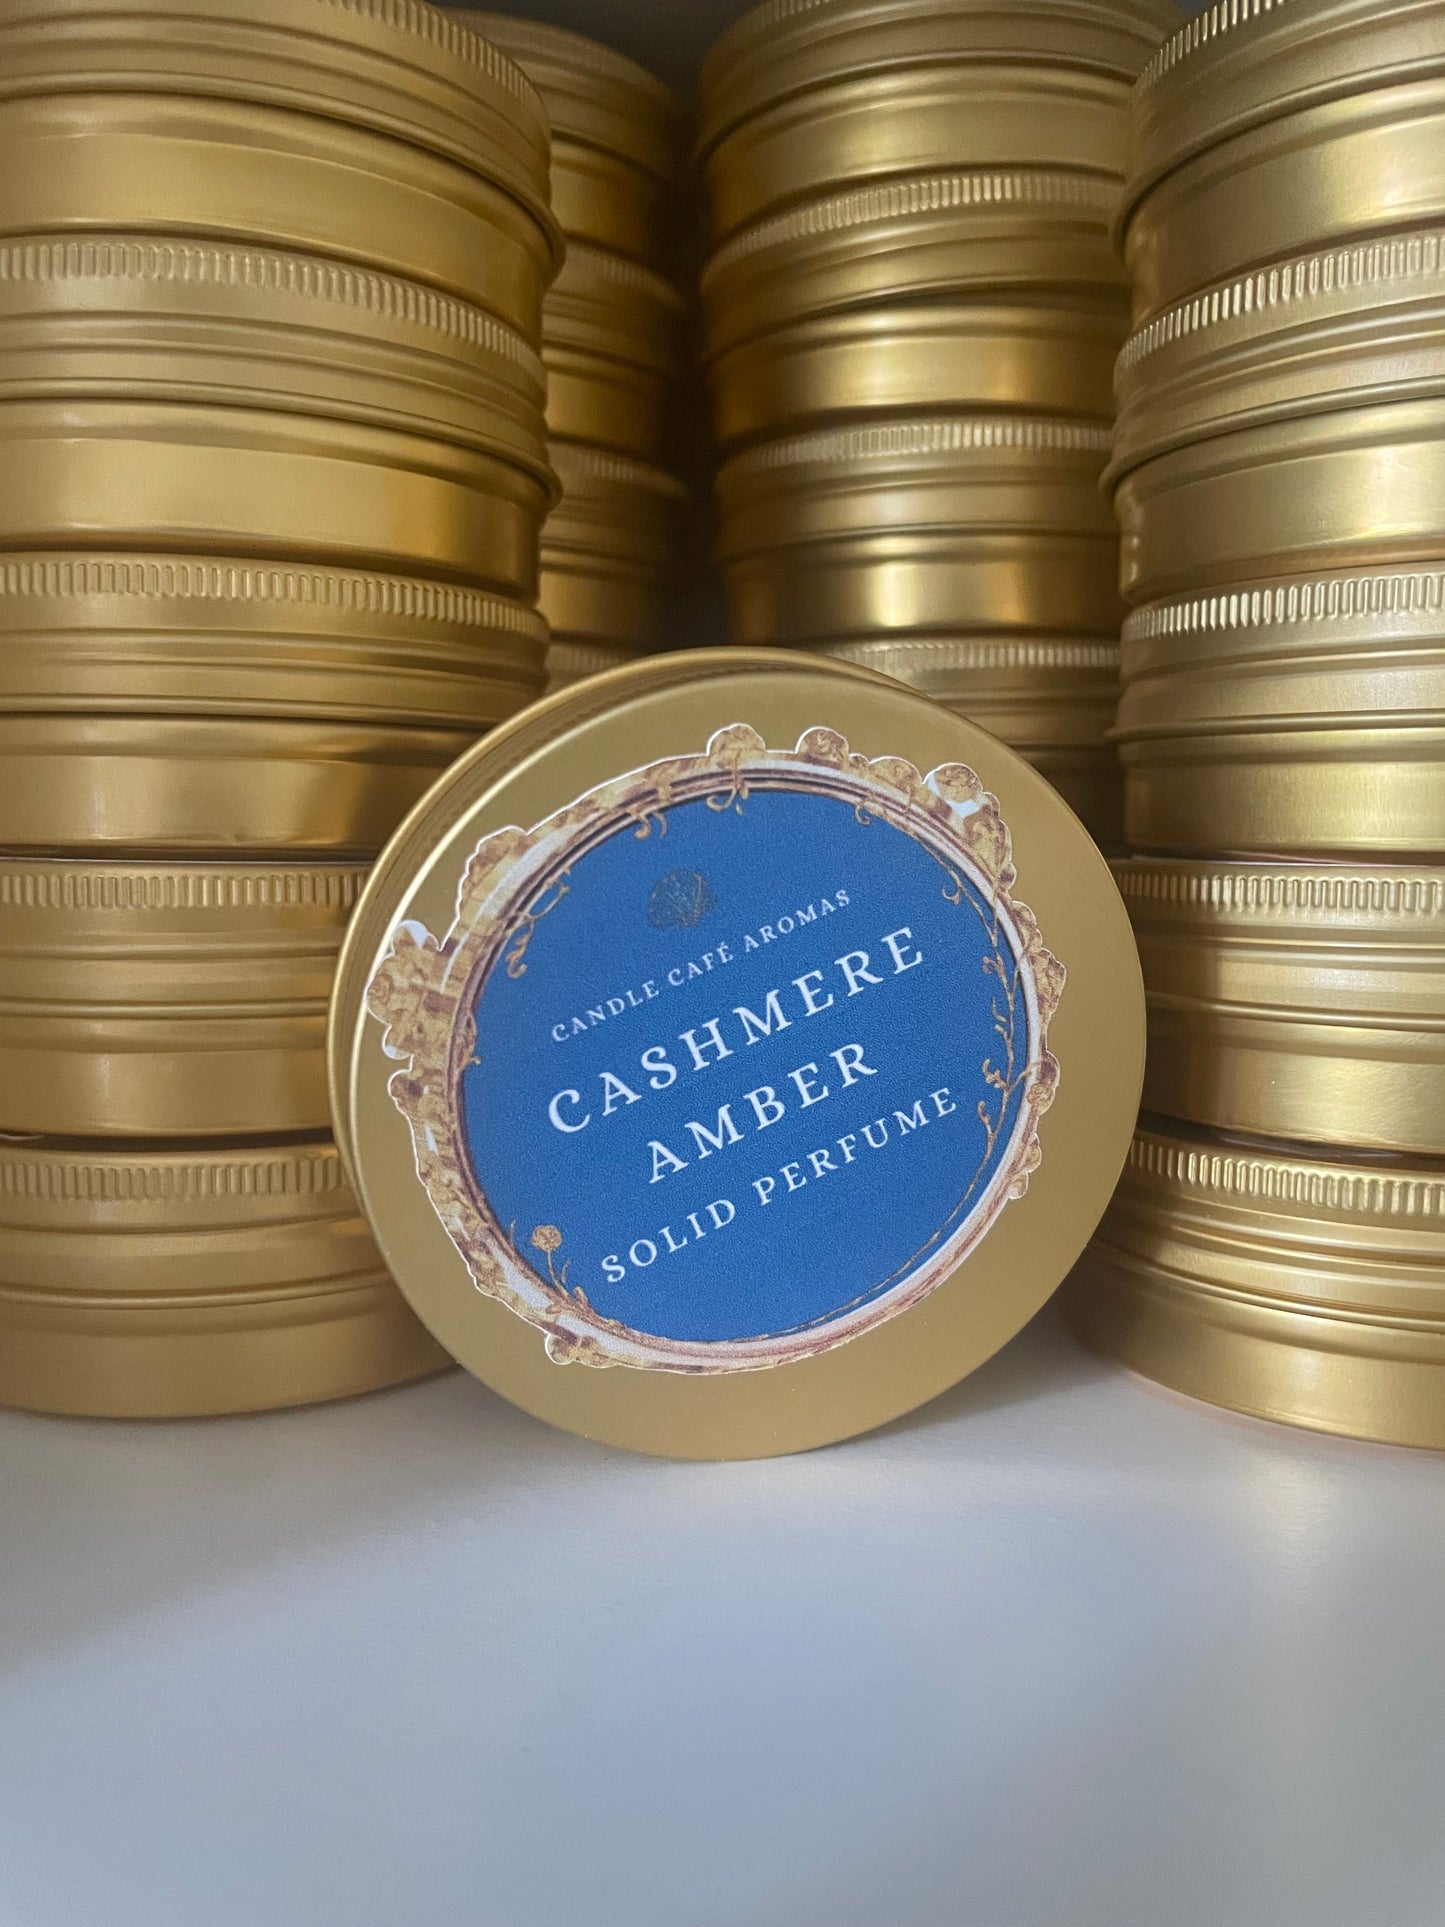 CANDLE CAFÉ AROMAS
CASHMERE
AMBER
SOLID PERFUME